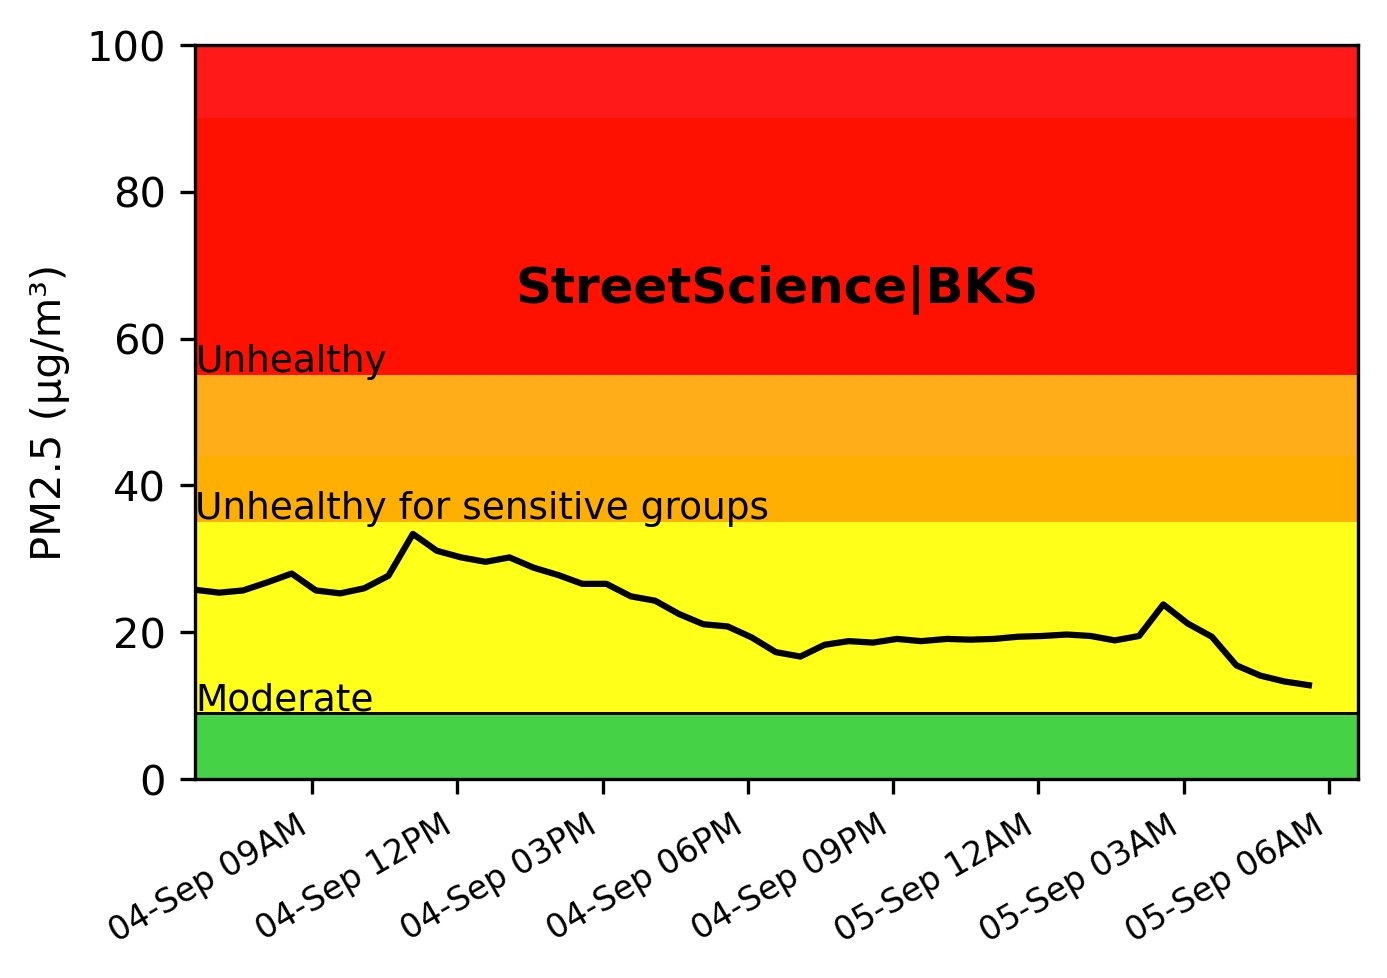 100
80
60
40
20
0
PM2.5 (µg/m³)
StreetScience|BKS
Unhealthy
Unhealthy for sensitive groups
Moderate
04-Sep 09AM
04-Sep 12PM
04-Sep 03PM
04-Sep 06PM
04-Sep 09PM
05-Sep 12AM
05-Sep 03AM
05-Sep 06AM